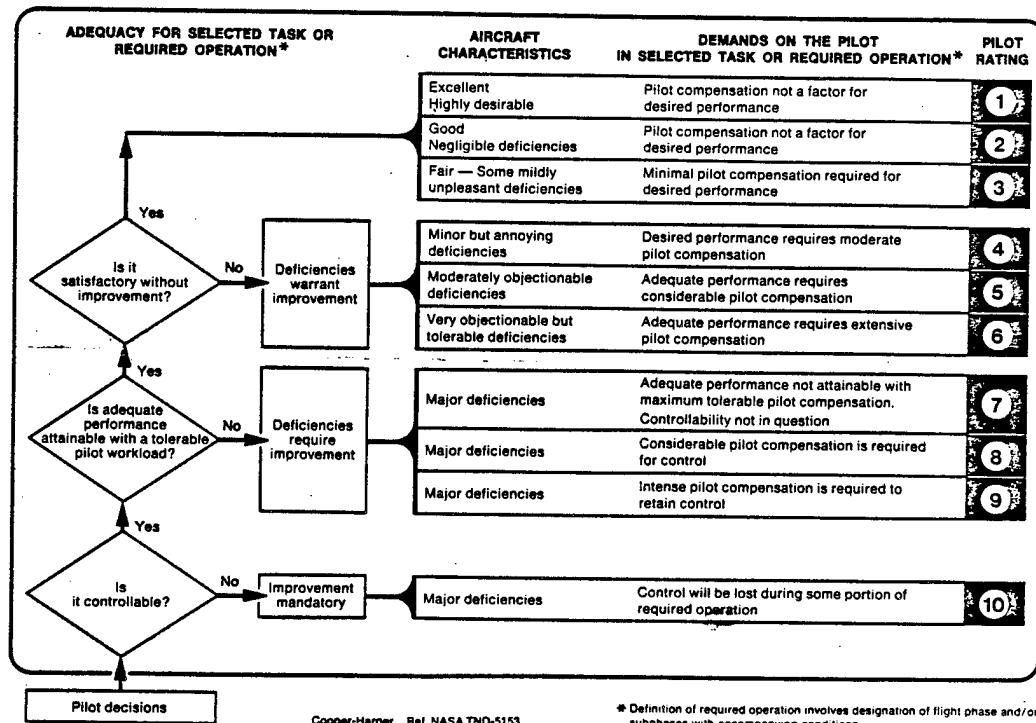 ADEQUACY FOR SELECTED TASK OR
REQUIRED OPERATION*
AIRCRAFT
CHARACTERISTICS
DEMANDS ON THE PILOT
IN SELECTED TASK OR REQUIRED OPERATION*
PILOT
RATING
Excellent
Highly desirable
Pilot compensation not a factor for
desired performance
1
Good
Negligible deficiencies
Pilot compensation not a factor for
desired performance
2
Fair — Some mildly
unpleasant deficiencies
Minimal pilot compensation required for
desired performance
3
Yes
Is it
satisfactory without
improvement?
No
Deficiencies
warrant
improvement
Minor but annoying
deficiencies
Desired performance requires moderate
pilot compensation
4
Moderately objectionable
deficiencies
Adequate performance requires
considerable pilot compensation
5
Very objectionable but
tolerable deficiencies
Adequate performance requires extensive
pilot compensation
6
Yes
Is adequate
performance
attainable with a tolerable
pilot workload?
No
Deficiencies
require
improvement
Major deficiencies
Adequate performance not attainable with
maximum tolerable pilot compensation.
Controllability not in question
7
Major deficiencies
Considerable pilot compensation is required
for control
8
Major deficiencies
Intense pilot compensation is required to
retain control
9
Yes
Is
it controllable?
No
Improvement
mandatory
Major deficiencies
Control will be lost during some portion of
required operation
10
Pilot decisions
Cooper-Harper Ref. NASA TND-5153
* Definition of required operation involves designation of flight phase and/or